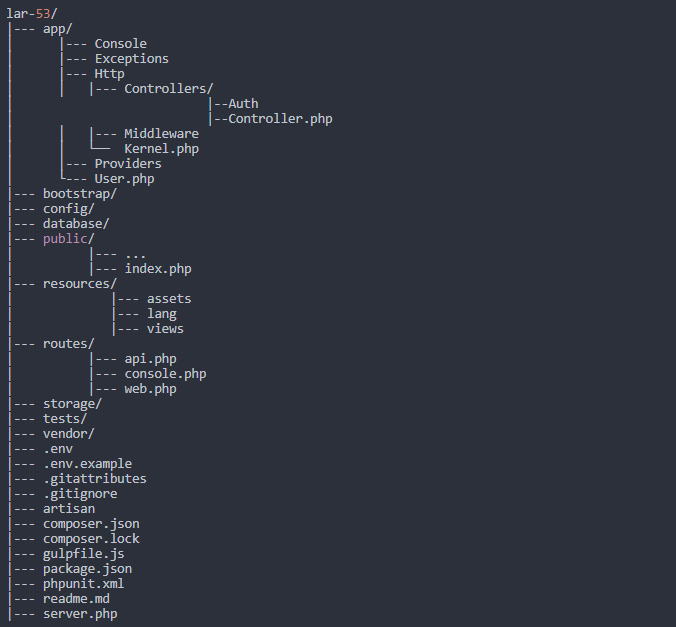 lar-53/
|--- app/
|      |--- Console
|      |--- Exceptions
|      |--- Http
|      |   |--- Controllers/
|                          |--Auth
|                          |--Controller.php
|      |   |--- Middleware
|      |   └──  Kernel.php
|      |--- Providers
|      └--- User.php
|--- bootstrap/
|--- config/
|--- database/
|--- public/
|          |--- ...
|          |--- index.php
|--- resources/
|             |--- assets
|             |--- lang
|             |--- views
|--- routes/
|          |--- api.php
|          |--- console.php
|          |--- web.php
|--- storage/
|--- tests/
|--- vendor/
|--- .env
|--- .env.example
|--- .gitattributes
|--- .gitignore
|--- artisan
|--- composer.json
|--- composer.lock
|--- gulpfile.js
|--- package.json
|--- phpunit.xml
|--- readme.md
|--- server.php